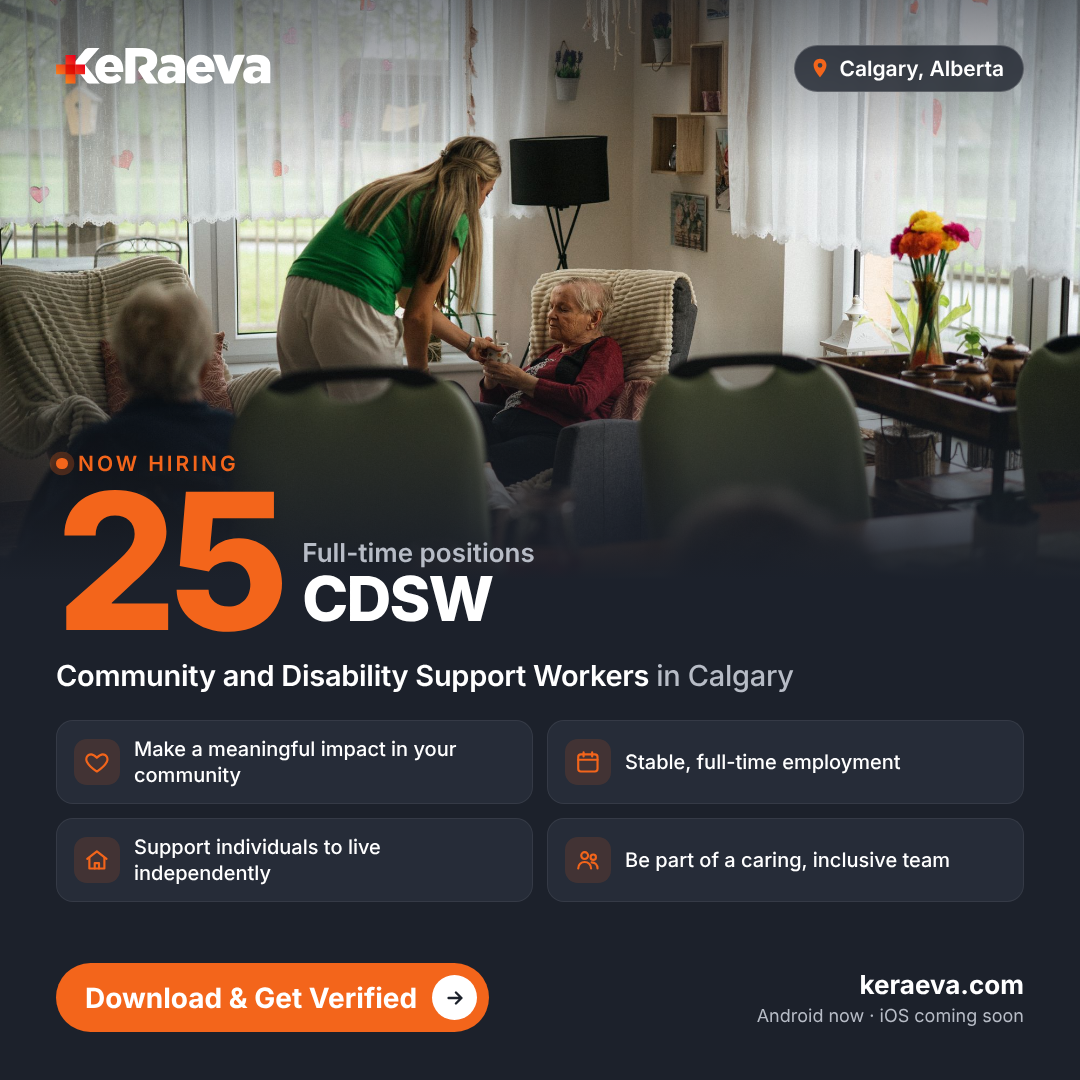 KeRaeva
Calgary, Alberta
NOW HIRING
25
Full-time positions
CDSW
Community and Disability Support Workers in Calgary
Make a meaningful impact in your
community
Stable, full-time employment
Support individuals to live
independently
Be part of a caring, inclusive team
Download & Get Verified
keraeva.com
Android now · iOS coming soon